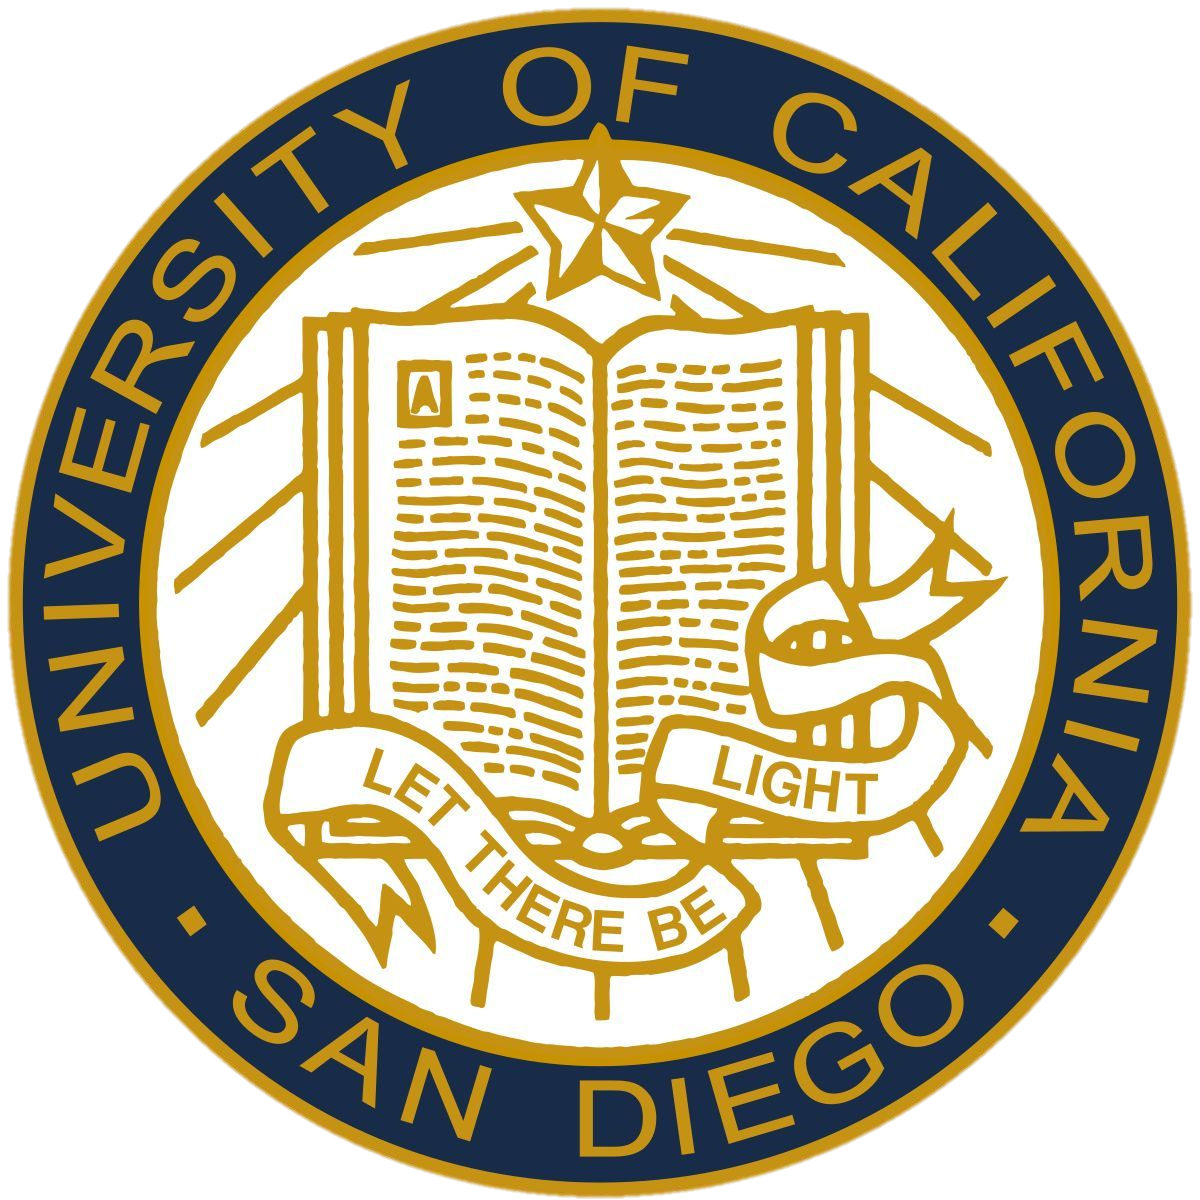 UNIVERSITY OF CALIFORNIA
· SAN DIEGO ·
A
LET THERE BE
LIGHT